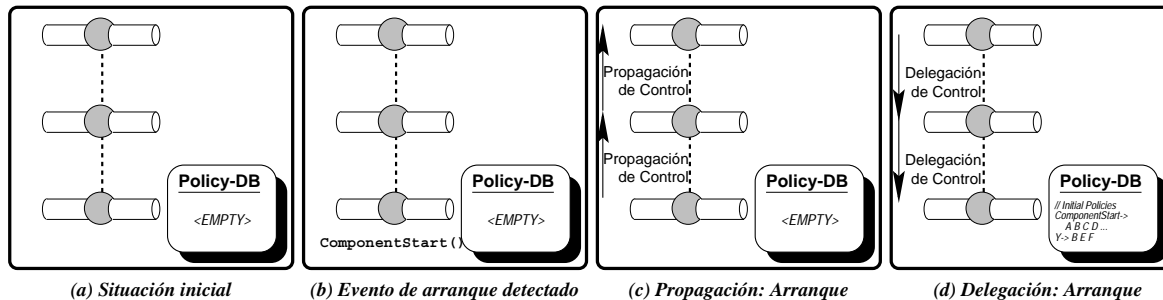 Policy-DB
<EMPTY>
(a) Situación inicial
Policy-DB
<EMPTY>
ComponentStart()
(b) Evento de arranque detectado
Propagación
de Control
Propagación
de Control
Policy-DB
<EMPTY>
(c) Propagación: Arranque
Delegación
de Control
Delegación
de Control
Policy-DB
// Initial Policies
ComponentStart->
A B C D ...
Y-> B E F
(d) Delegación: Arranque